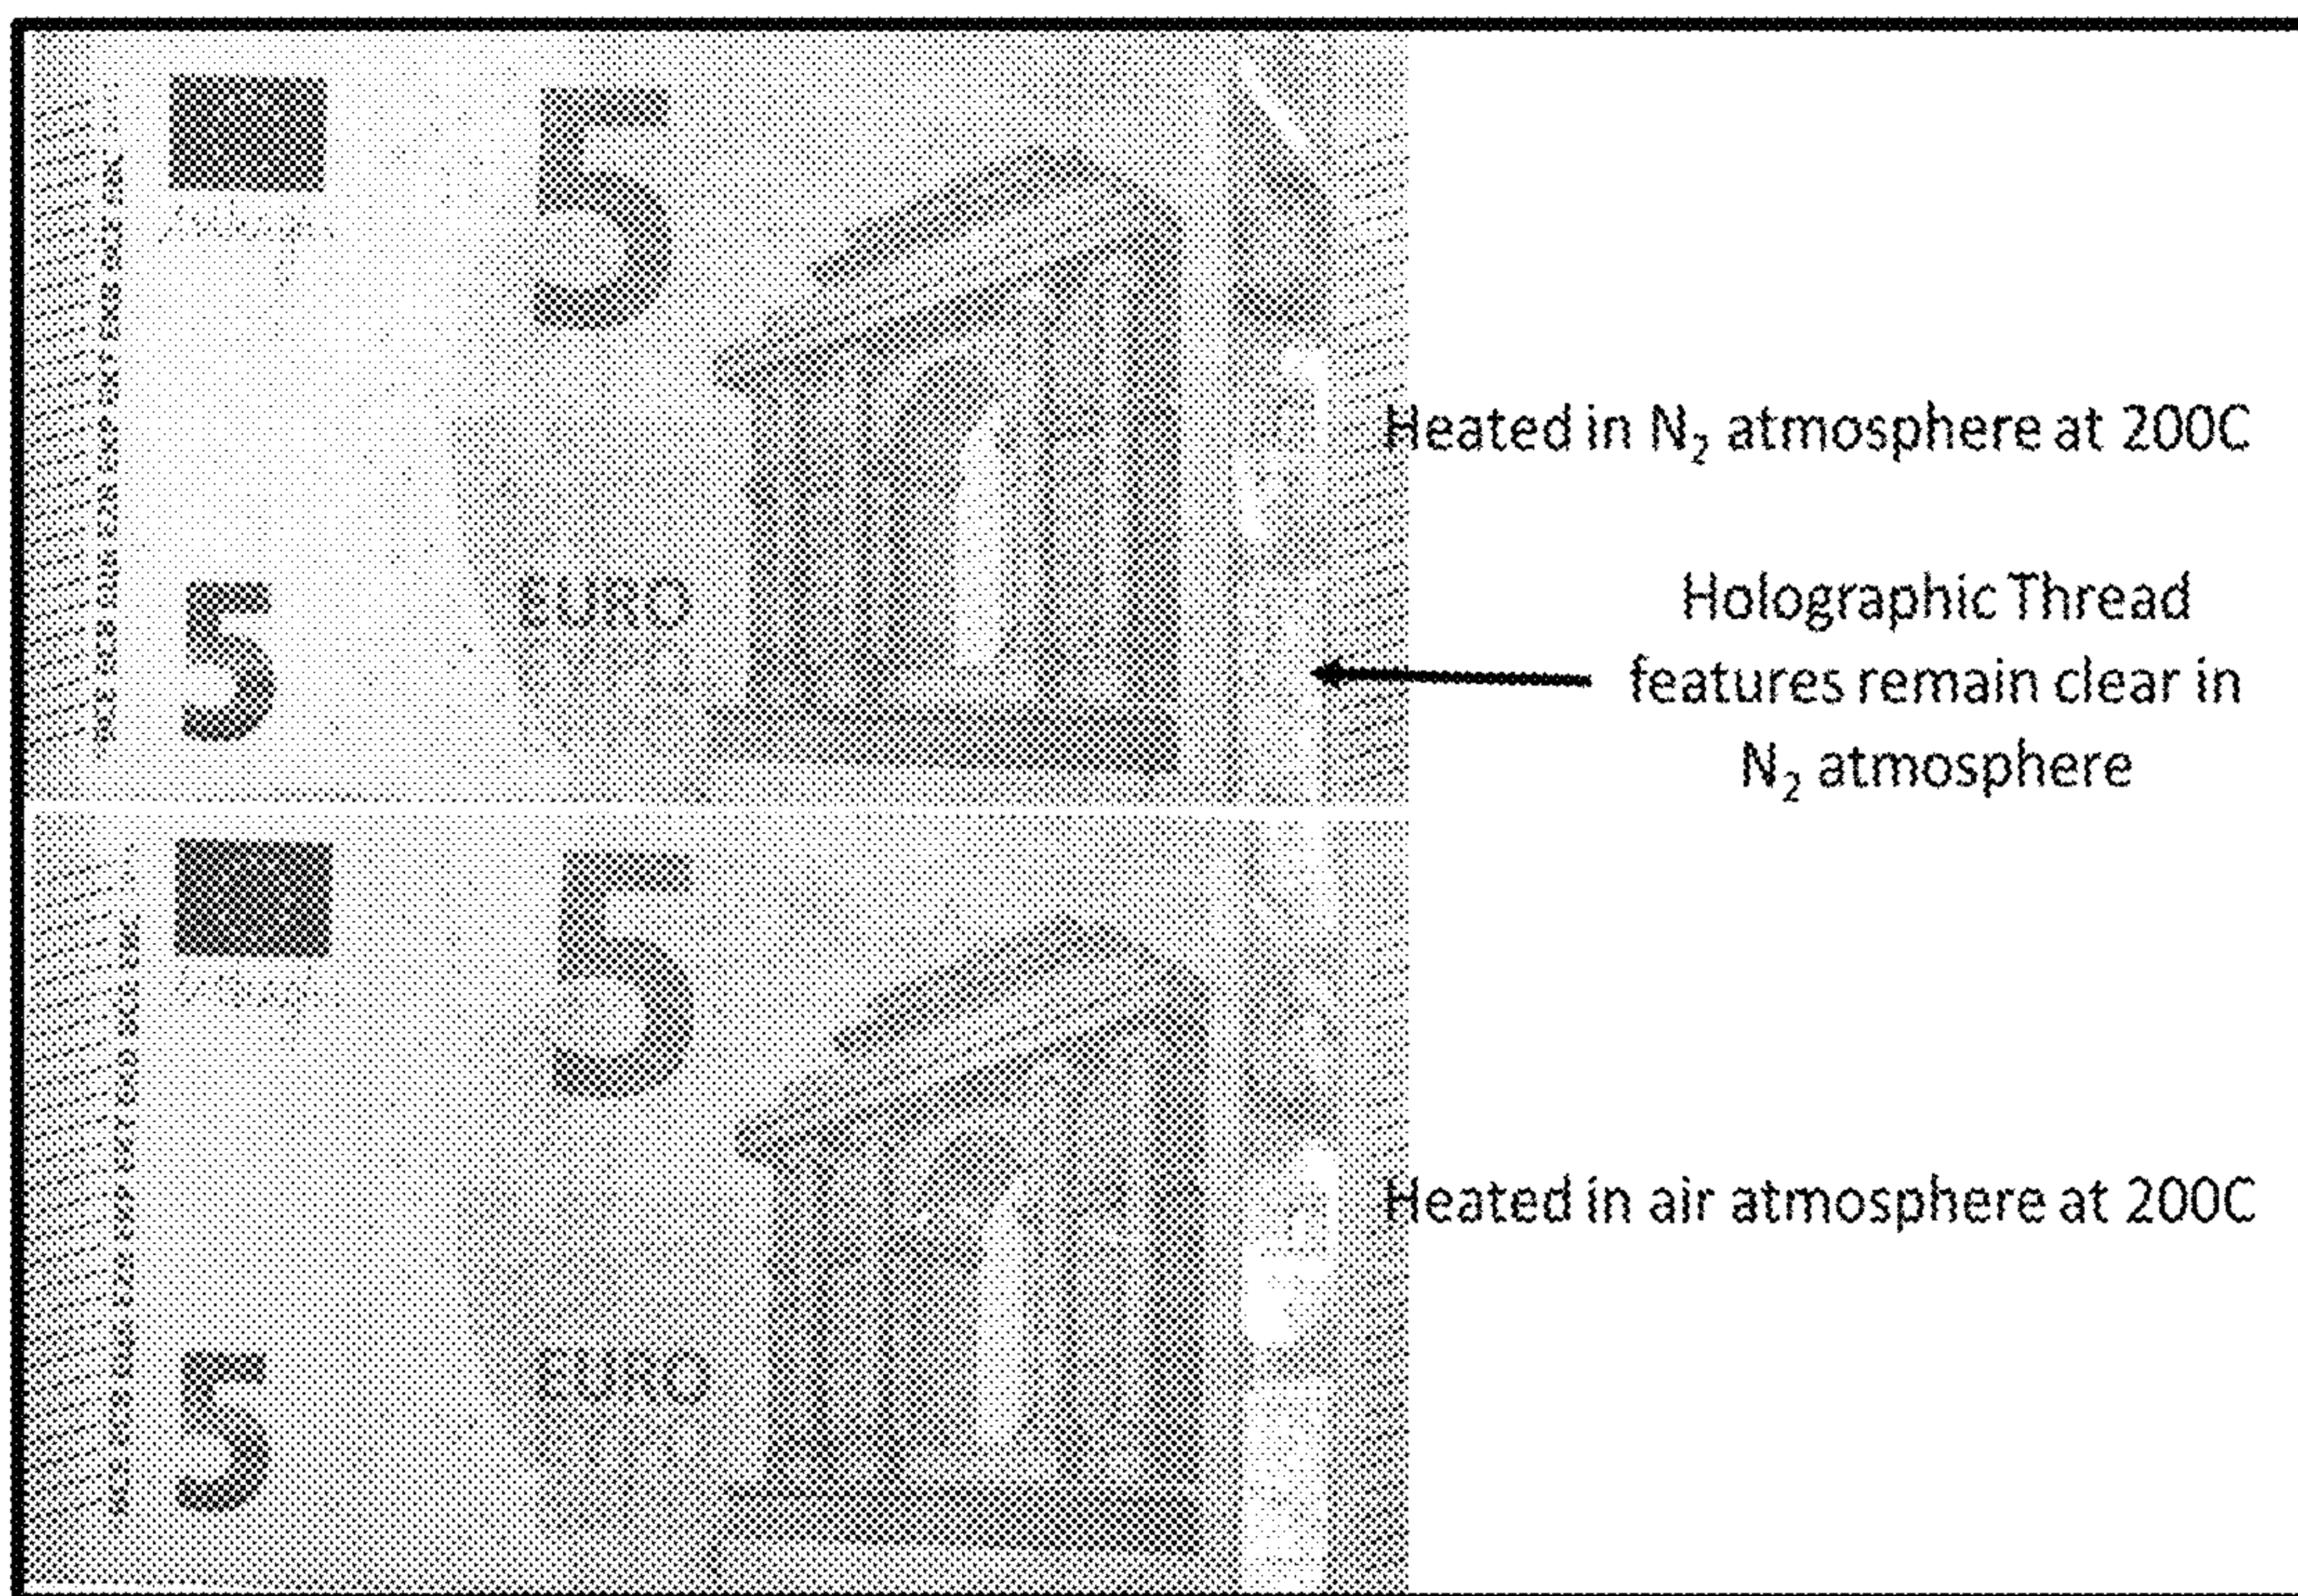 5
5
EURO
Heated in N₂ atmosphere at 200C
Holographic Thread
features remain clear in
N₂ atmosphere
5
5
EURO
Heated in air atmosphere at 200C